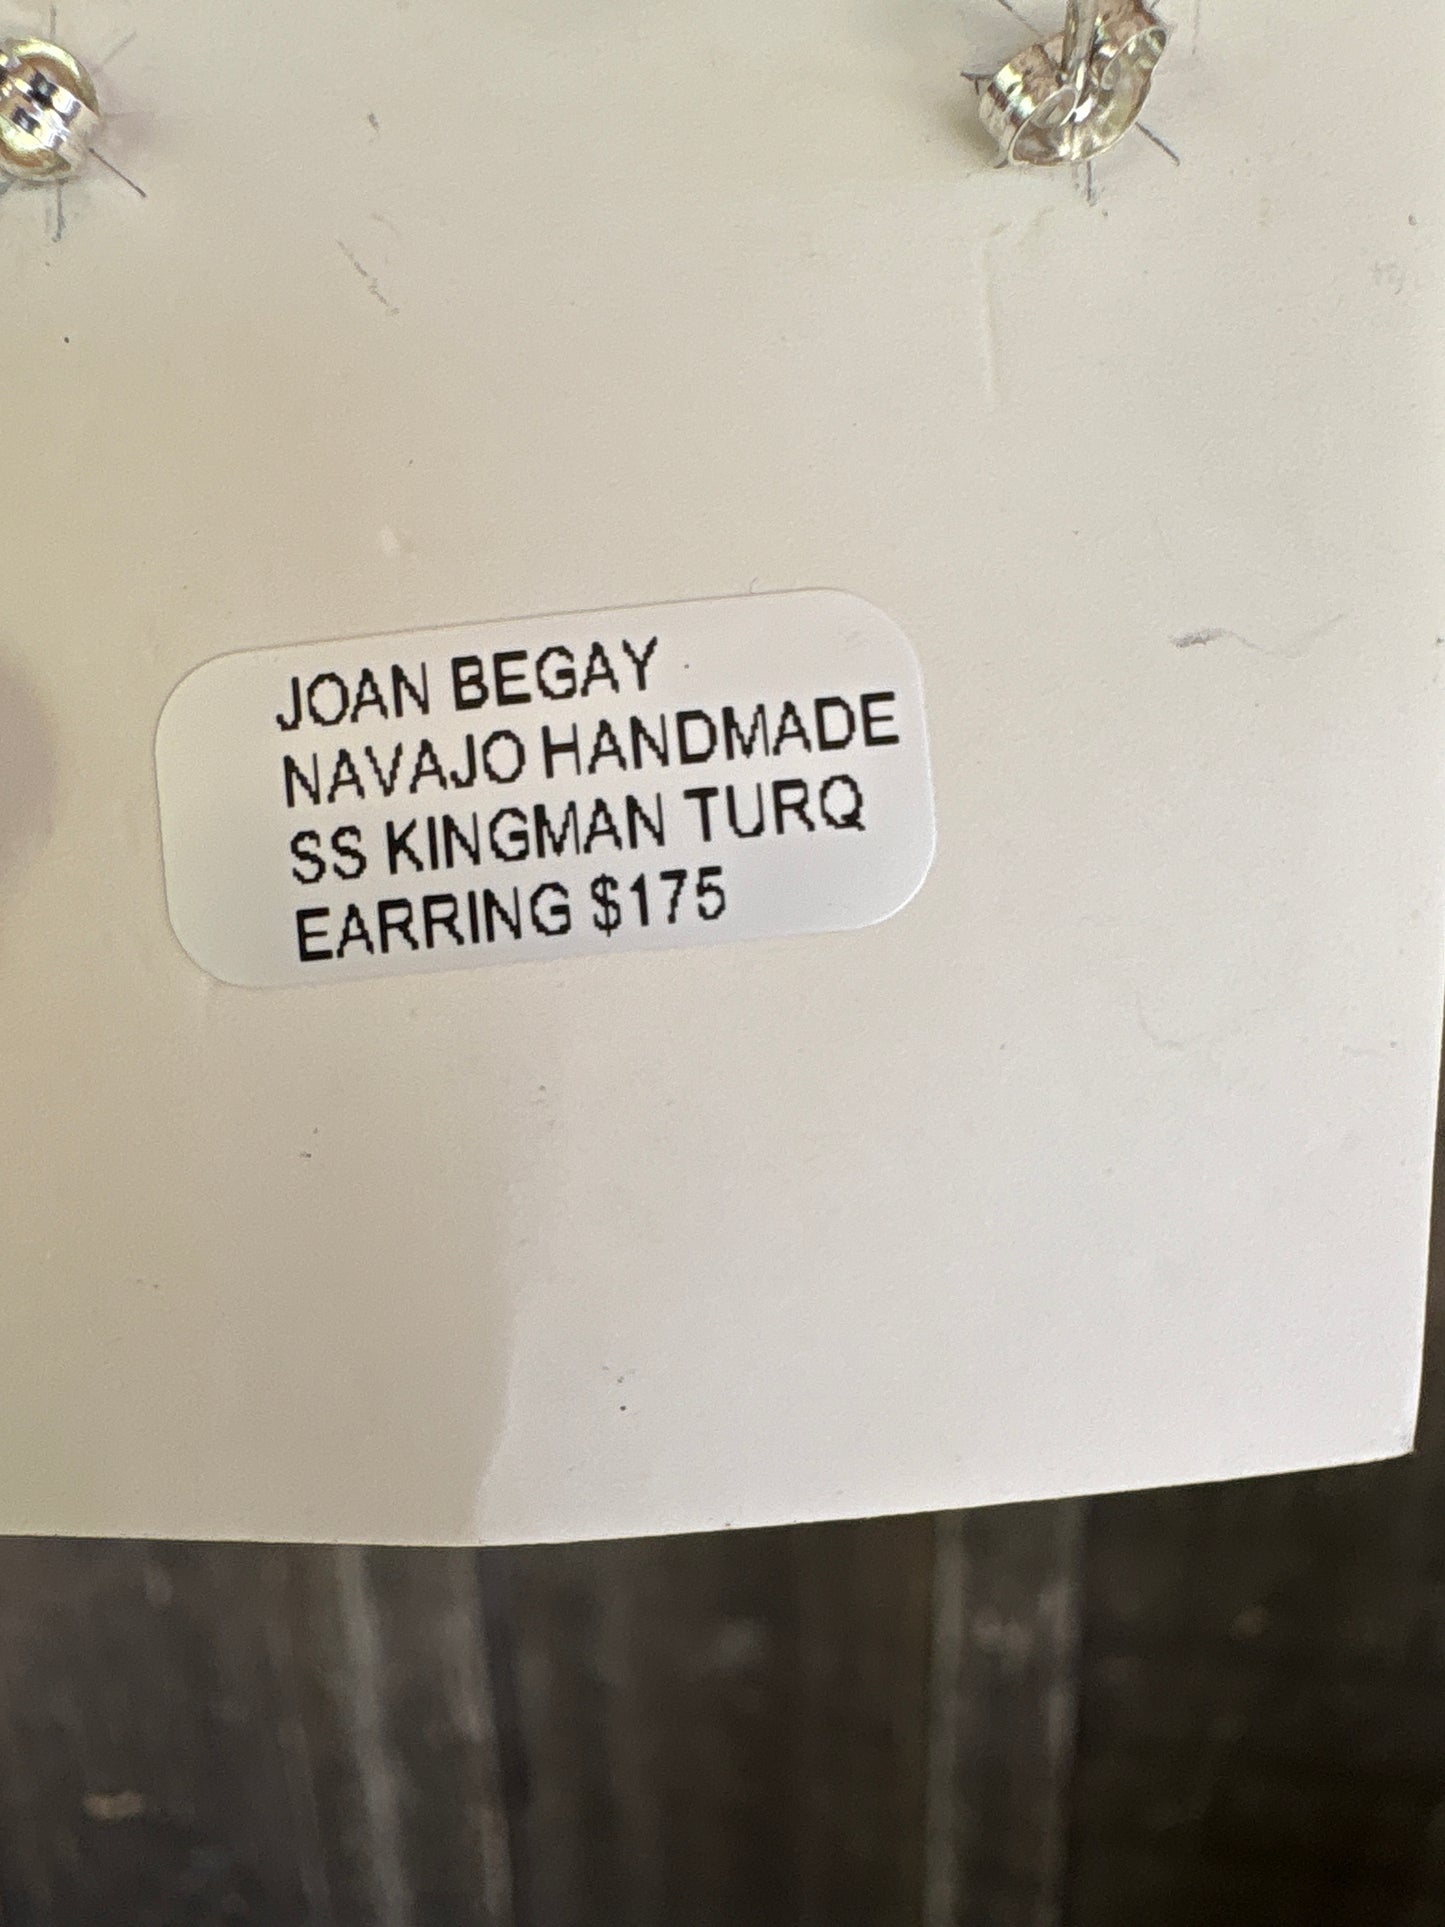 JOAN BEGAY
NAVAJO HANDMADE
SS KINGMAN TURQ
EARRING $175